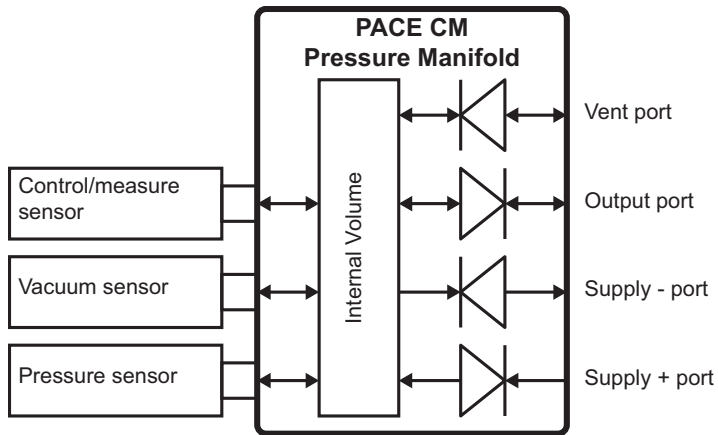 PACE CM
Pressure Manifold
Control/measure
sensor
Vacuum sensor
Pressure sensor
Internal Volume
Vent port
Output port
Supply - port
Supply + port